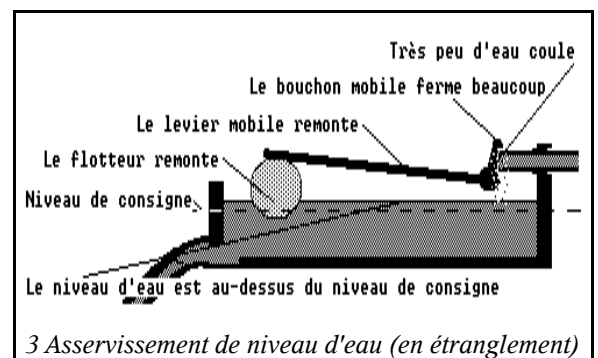 Très peu d'eau coule
Le bouchon mobile ferme beaucoup
Le levier mobile remonte
Le flotteur remonte
Niveau de consigne
Le niveau d'eau est au-dessus du niveau de consigne
3 Asservissement de niveau d'eau (en étranglement)